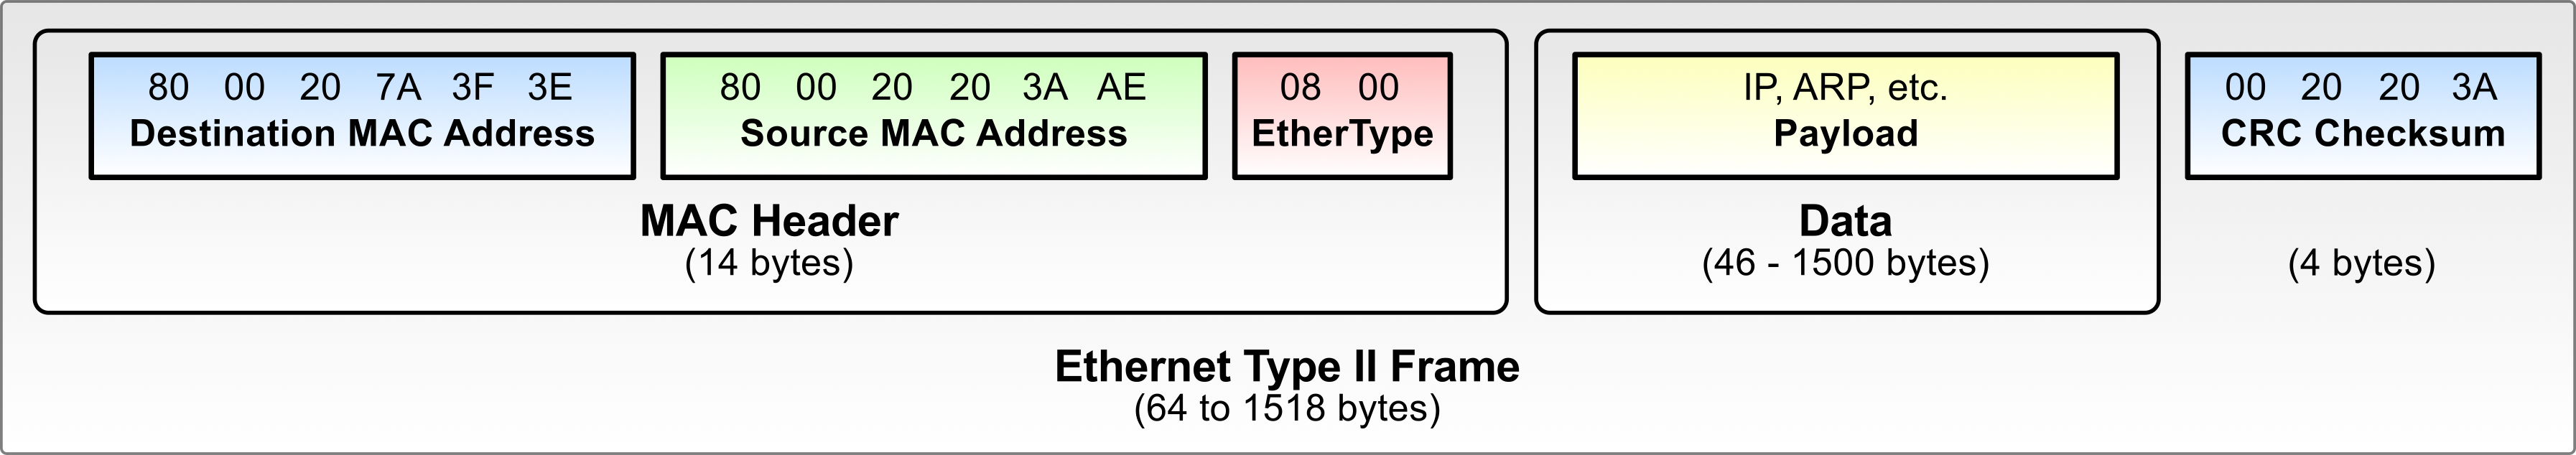 80 00 20 7A 3F 3E
Destination MAC Address
80 00 20 20 3A AE
Source MAC Address
08 00
EtherType
MAC Header
(14 bytes)
IP, ARP, etc.
Payload
Data
(46 - 1500 bytes)
00 20 20 3A
CRC Checksum
(4 bytes)
Ethernet Type II Frame
(64 to 1518 bytes)